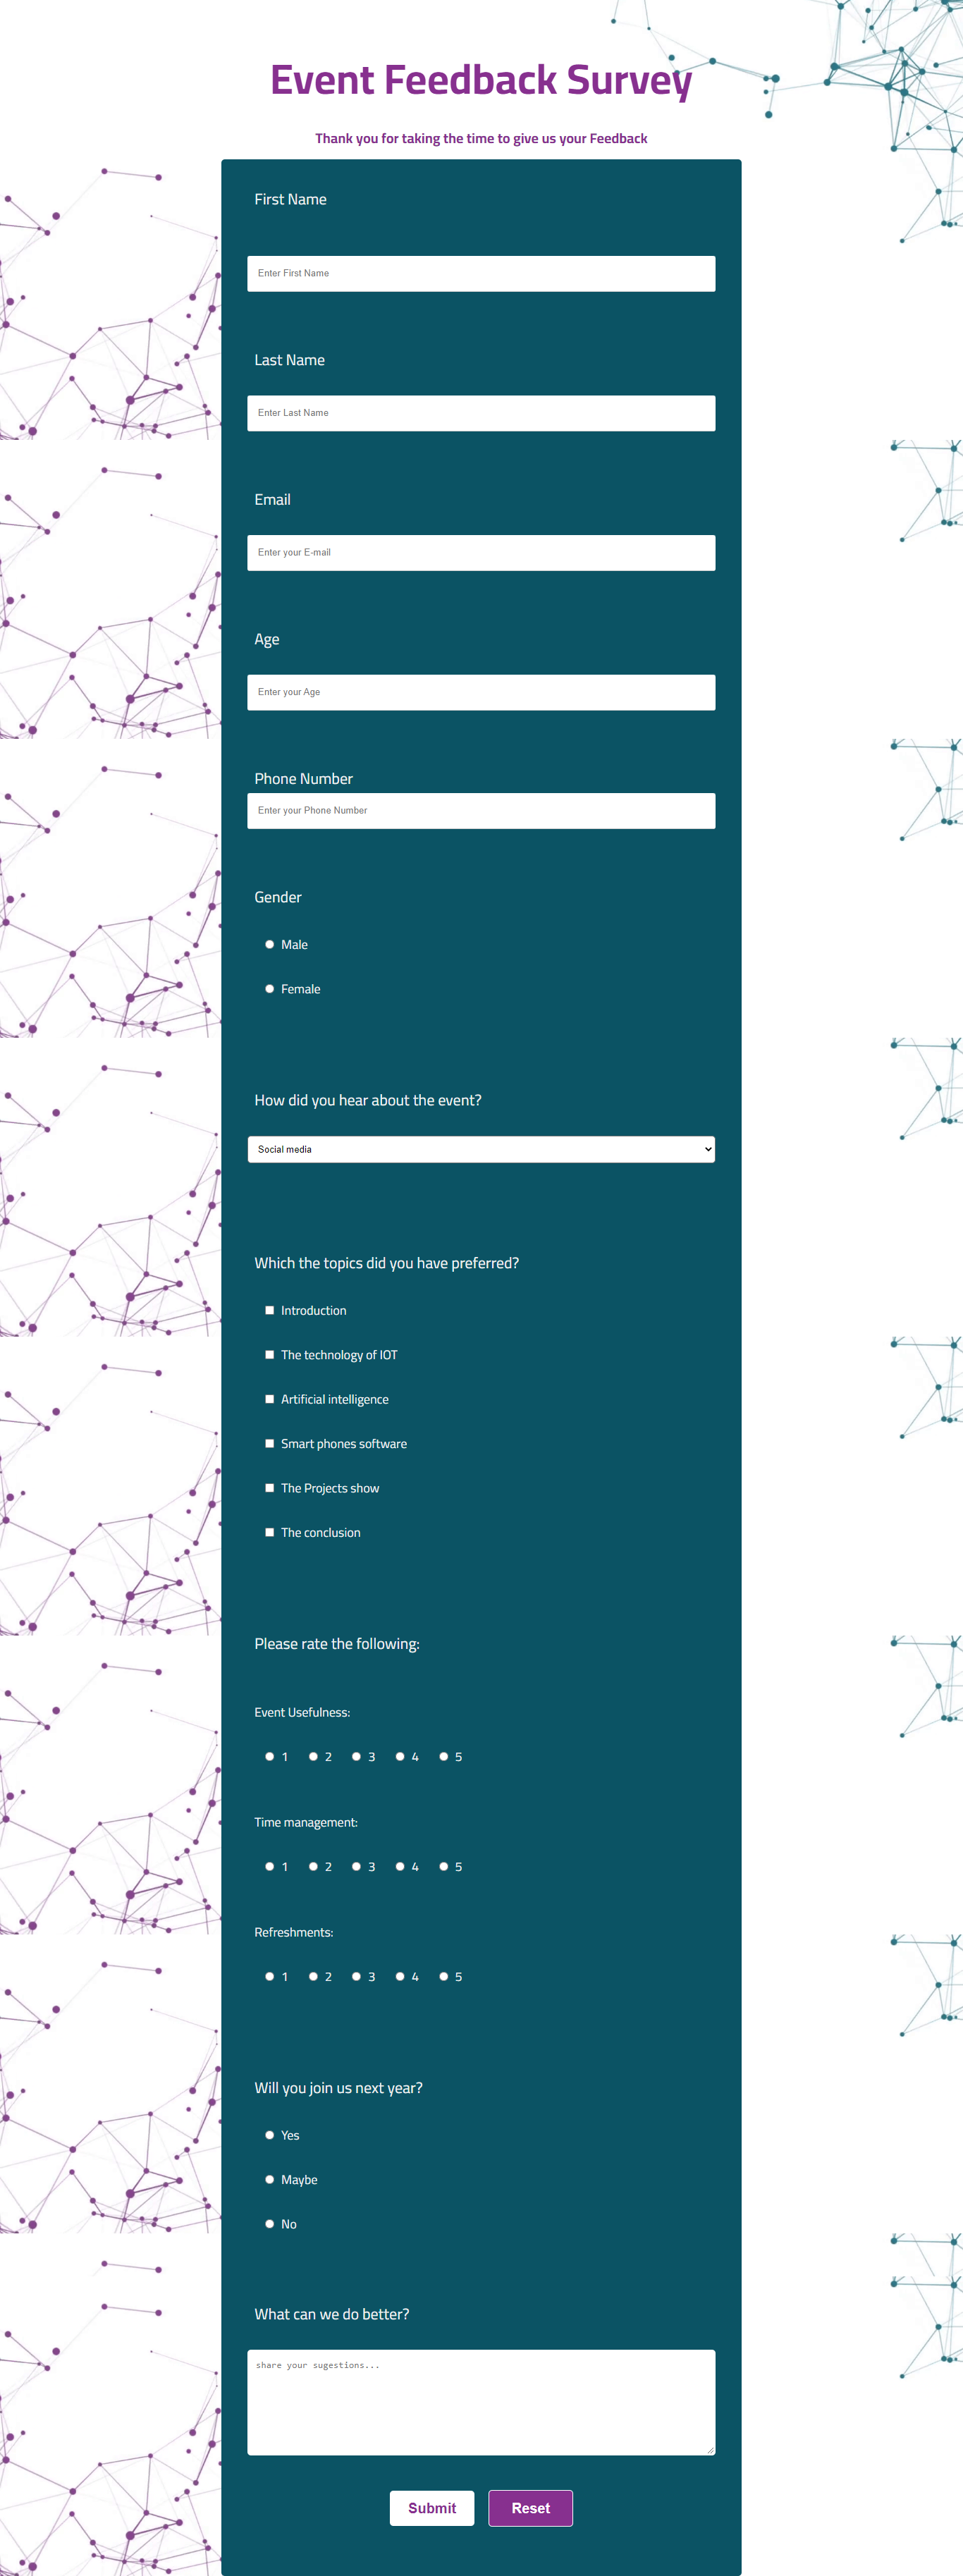 Event Feedback Survey
Thank you for taking the time to give us your Feedback
First Name
Enter First Name
Last Name
Enter Last Name
Email
Enter your E-mail
Age
Enter your Age
Phone Number
Enter your Phone Number
Gender
Male
Female
How did you hear about the event?
Social media
Which the topics did you have preferred?
Introduction
The technology of IOT
Artificial intelligence
Smart phones software
The Projects show
The conclusion
Please rate the following:
Event Usefulness:
1 2 3 4 5
Time management:
1 2 3 4 5
Refreshments:
1 2 3 4 5
Will you join us next year?
Yes
Maybe
No
What can we do better?
share your sugestions...
Submit Reset